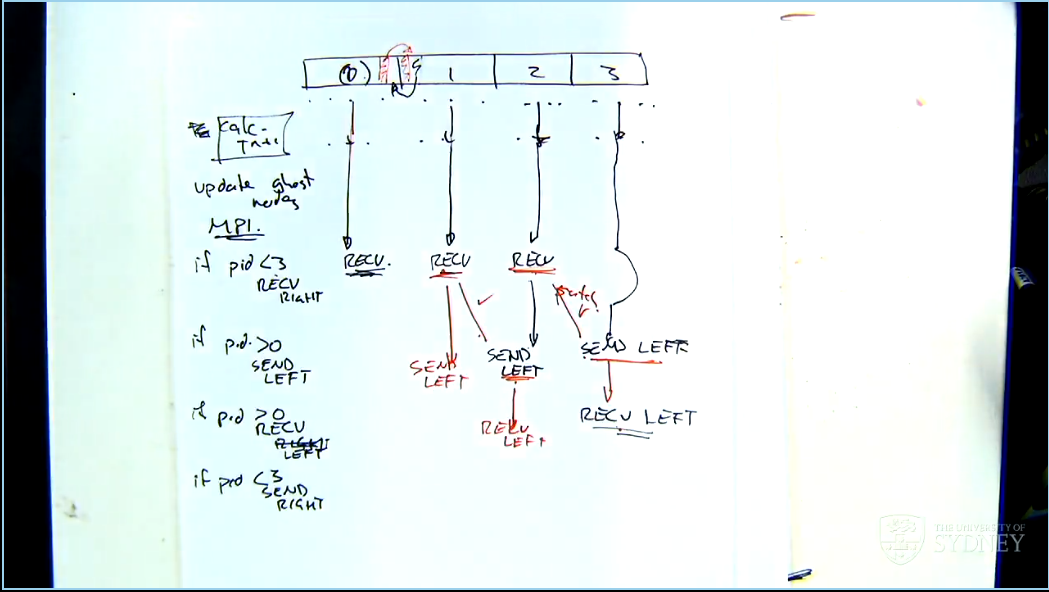 0 1 2 3
calc-
update ghost
nodes
MPI.
if pid <3
RECV
RIGHT
if pid >0
SEND
LEFT
if pid >0
RECV
LEFT
if pid <3
SEND
RIGHT
RECV.
RECV
RECV
SEND
LEFT
SEND
LEFT
SEND LEFT
RECV
LEFT
RECV LEFT
THE UNIVERSITY OF
SYDNEY